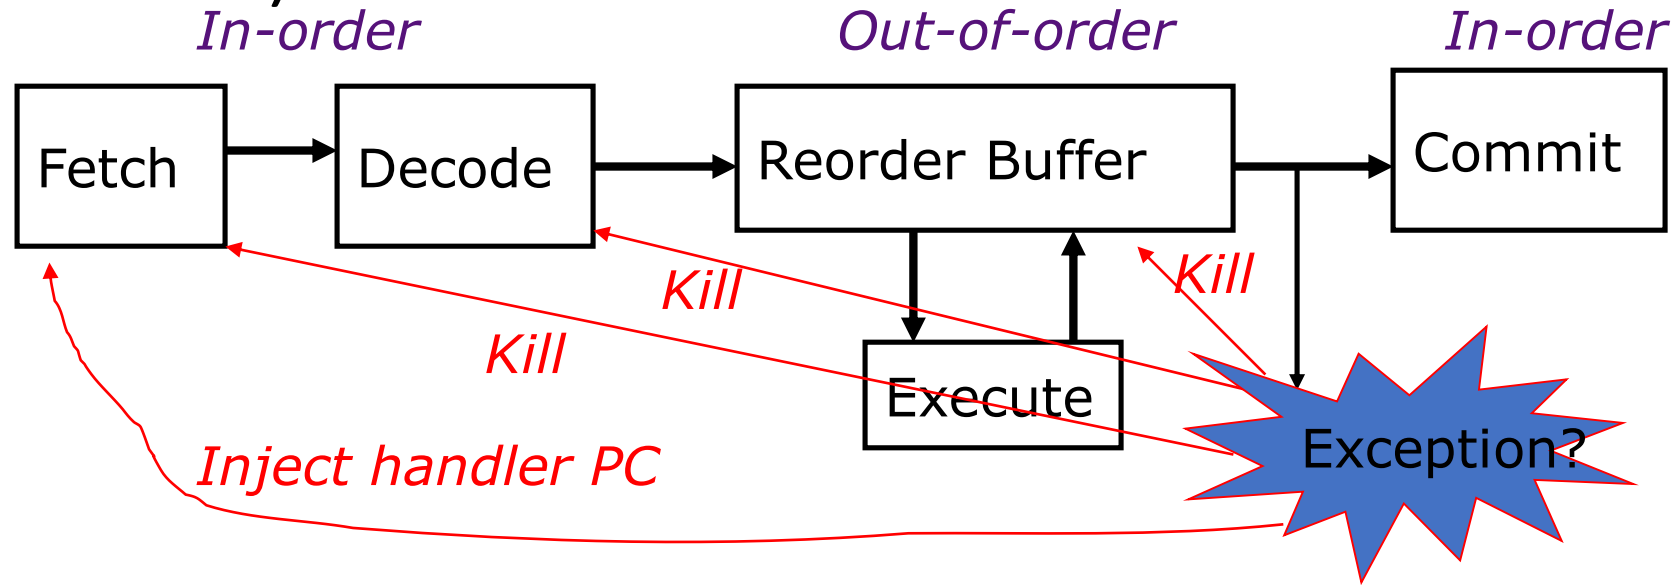 In-order
Out-of-order
In-order
Fetch
Decode
Reorder Buffer
Commit
Kill
Kill
Kill
Execute
Exception?
Inject handler PC